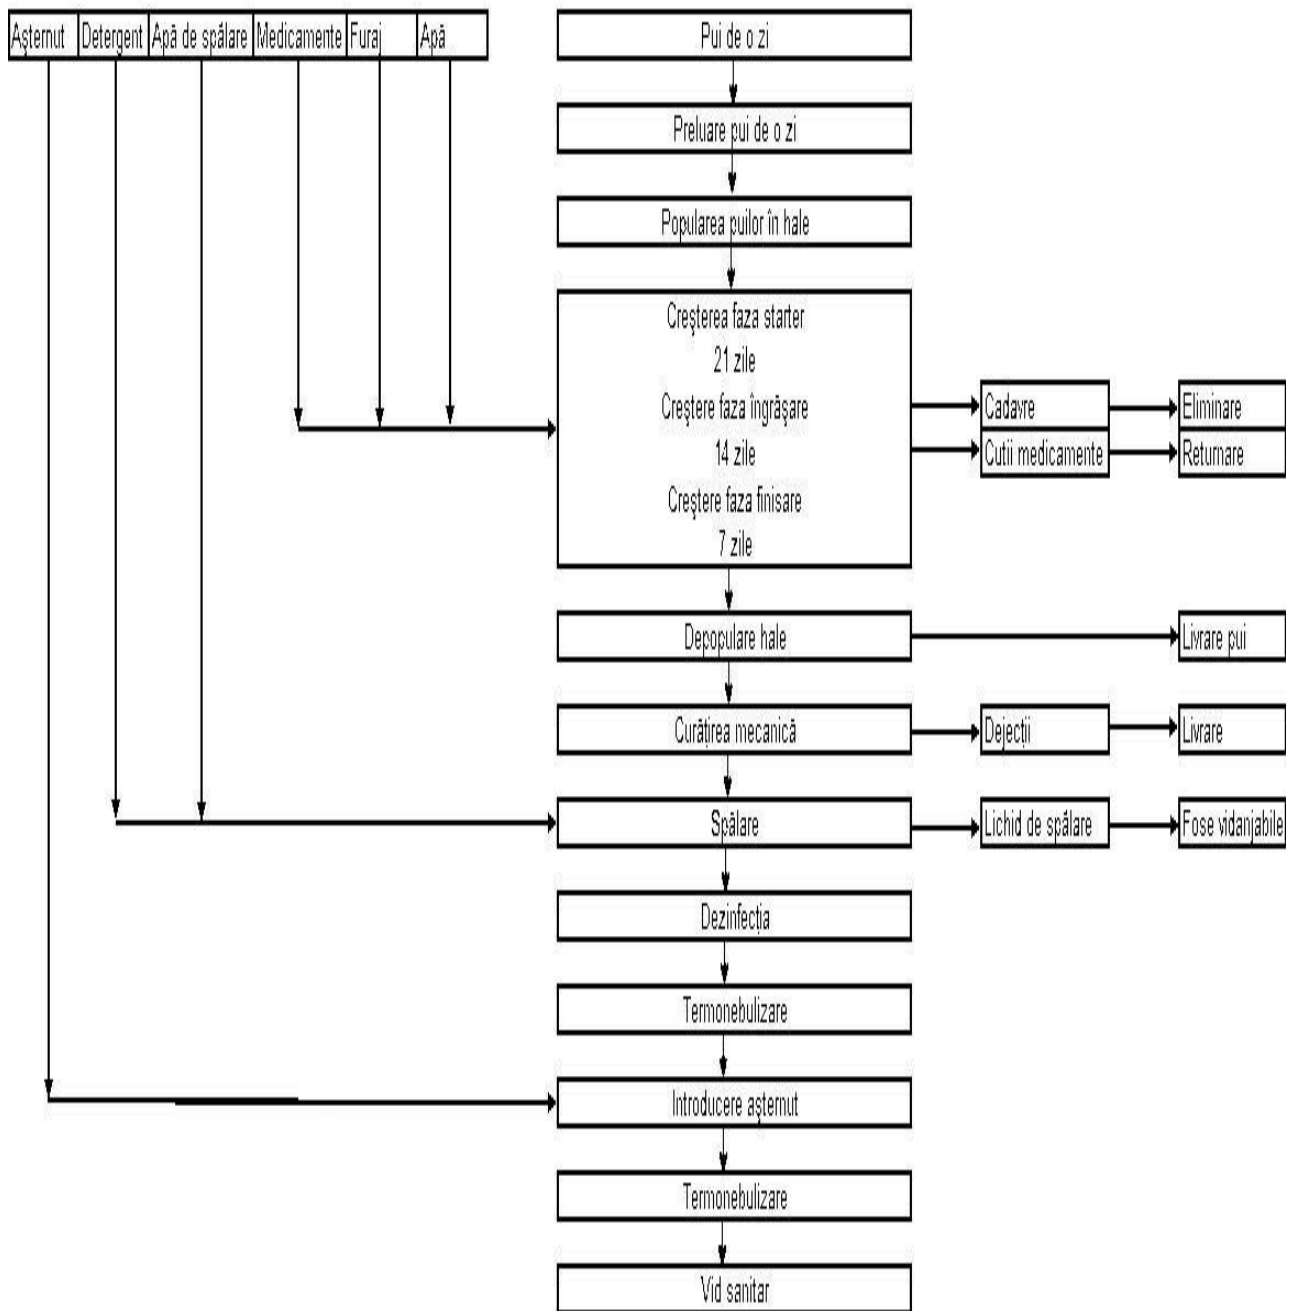 Aşternut Detergent Apă de spălare Medicamente Furaj Apă
Pui de o zi
Preluare pui de o zi
Popularea puilor în hale
Creşterea faza starter
21 zile
Creştere faza îngrăşare
14 zile
Creştere faza finisare
7 zile
Cadavre Eliminare
Cutii medicamente Returnare
Depopulare hale Livrare pui
Curăţirea mecanică Dejecţii Livrare
Spălare Lichid de spălare Fose vidanjabile
Dezinfecţia
Termonebulizare
Introducere aşternut
Termonebulizare
Vid sanitar